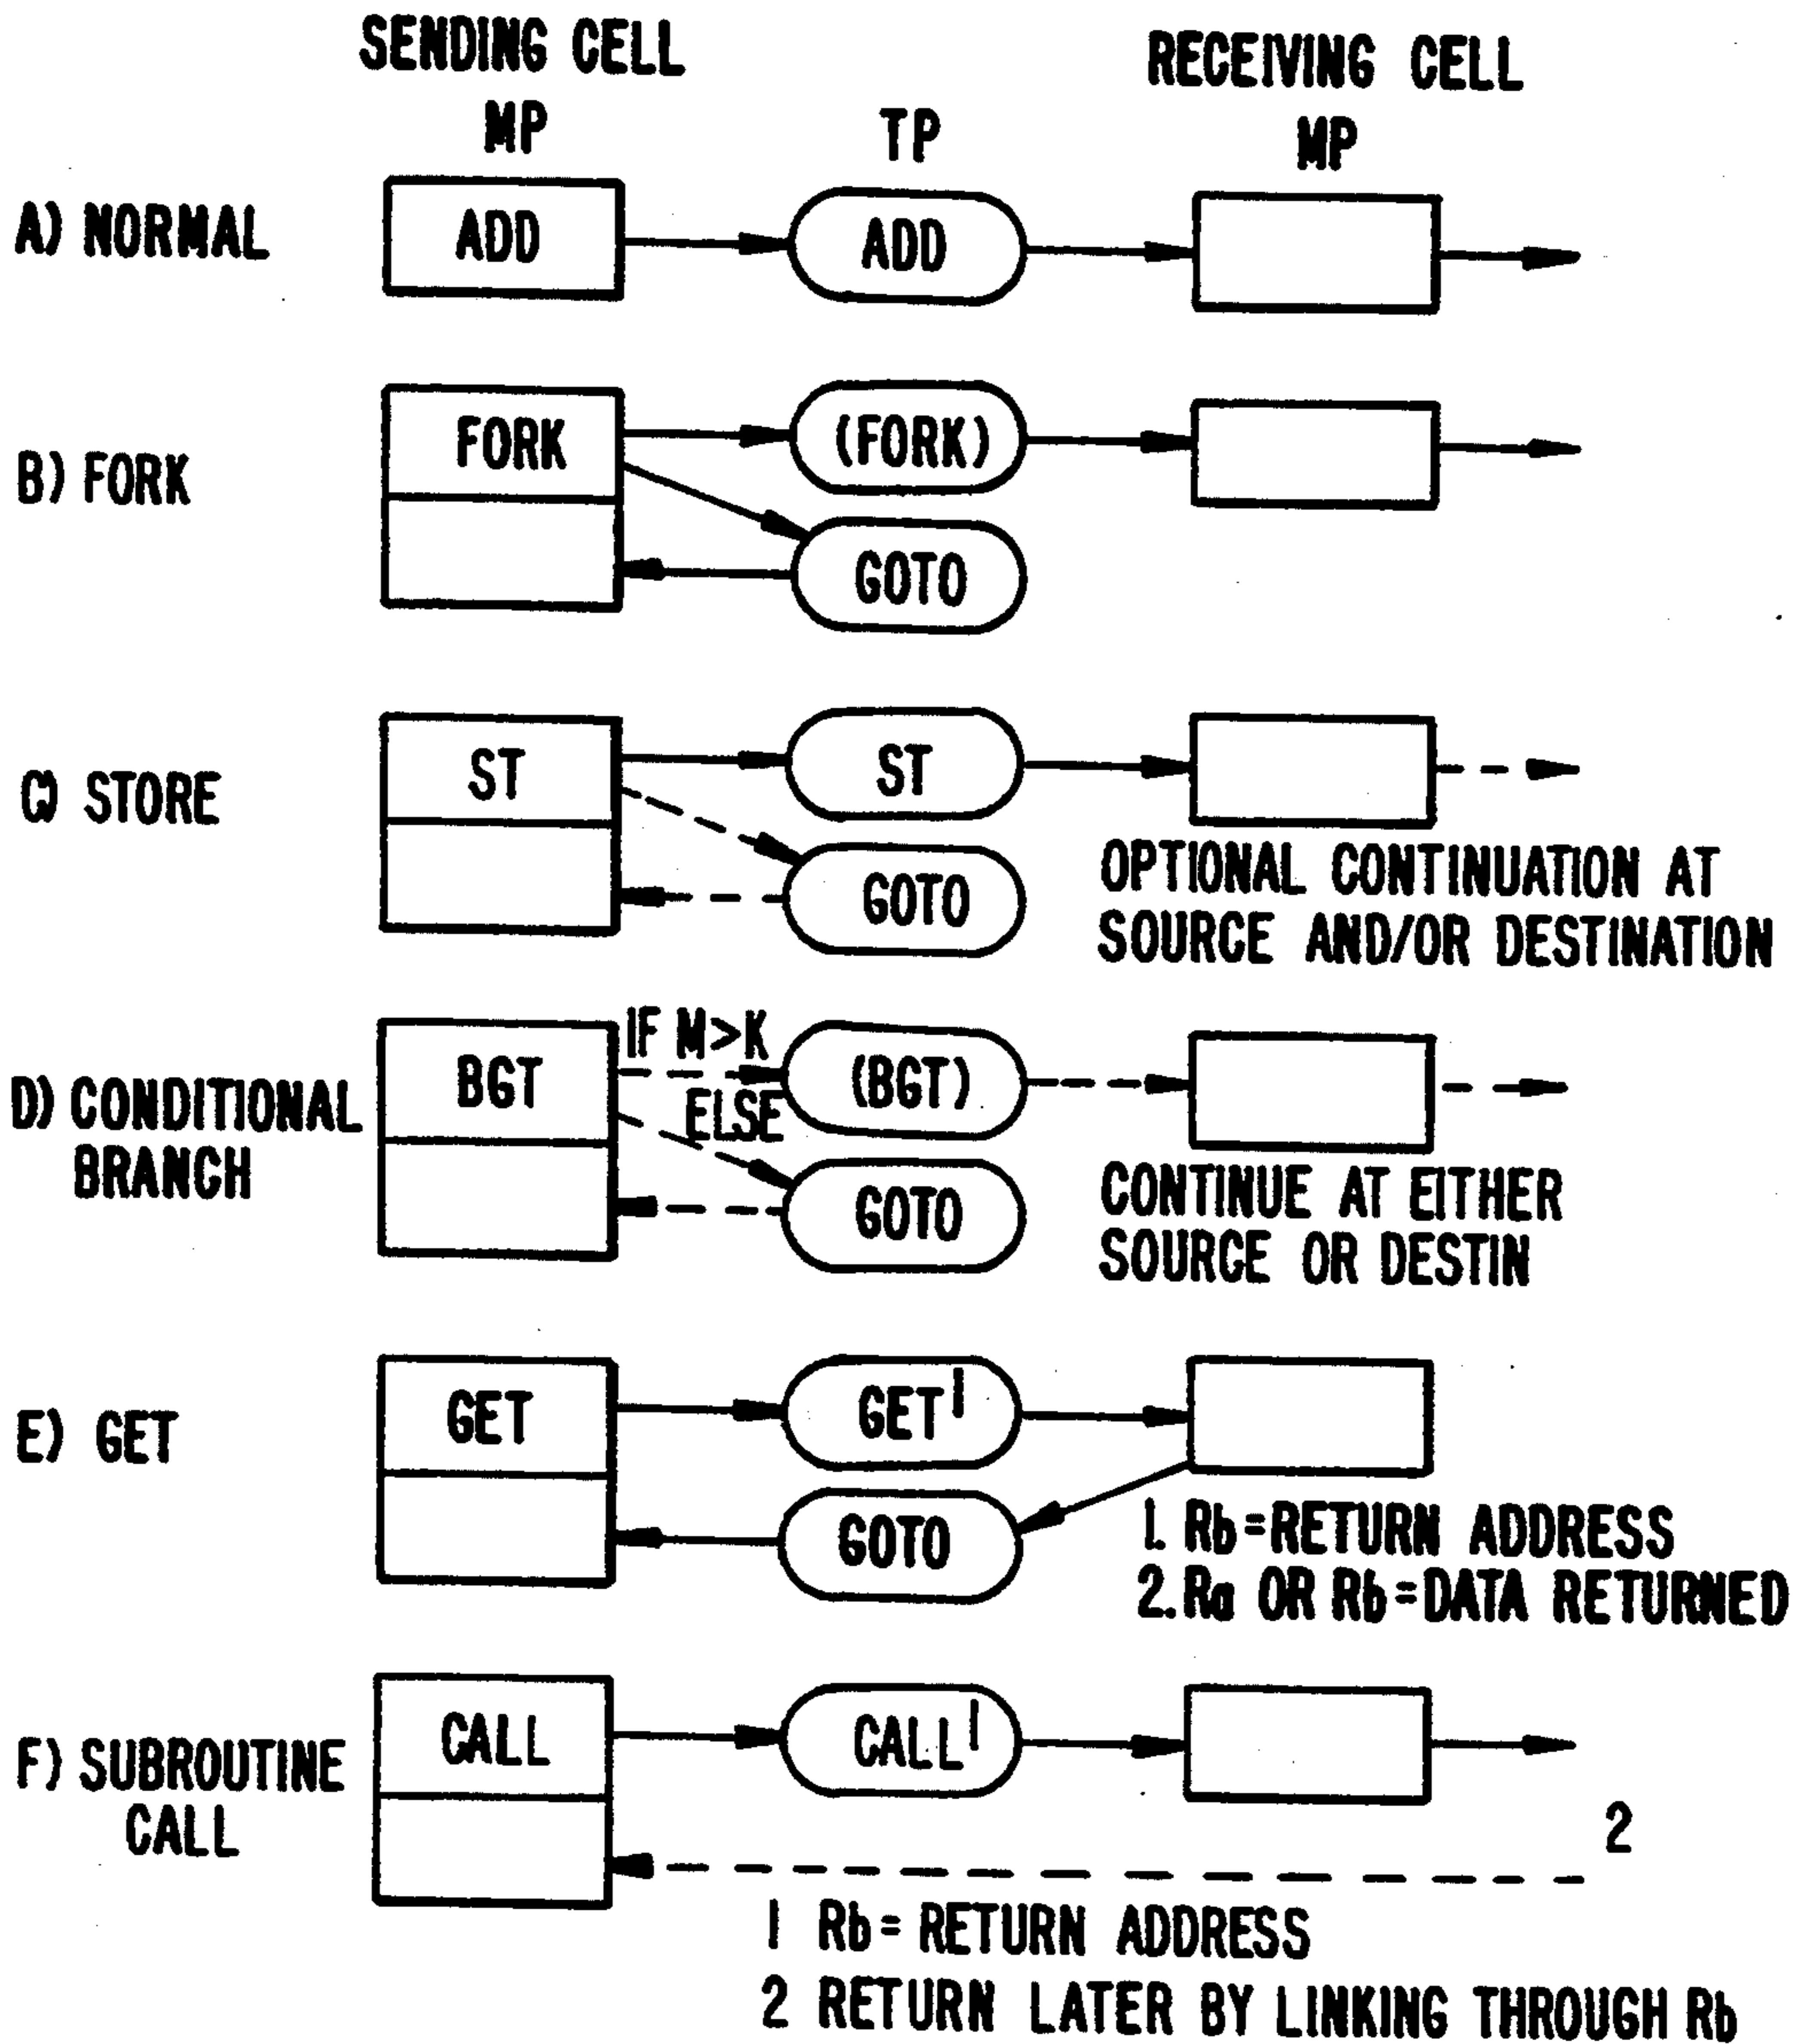 SENDING CELL
RECEIVING CELL
MP
TP
MP
A) NORMAL
ADD
ADD
B) FORK
FORK
(FORK)
GOTO
C) STORE
ST
ST
GOTO
OPTIONAL CONTINUATION AT
SOURCE AND/OR DESTINATION
D) CONDITIONAL
BRANCH
BGT
IF M>K
ELSE
(BGT)
GOTO
CONTINUE AT EITHER
SOURCE OR DESTIN
E) GET
GET
GET1
GOTO
1. Rb=RETURN ADDRESS
2. Ra OR Rb=DATA RETURNED
F) SUBROUTINE
CALL
CALL
CALL1
2
1 Rb= RETURN ADDRESS
2 RETURN LATER BY LINKING THROUGH Rb